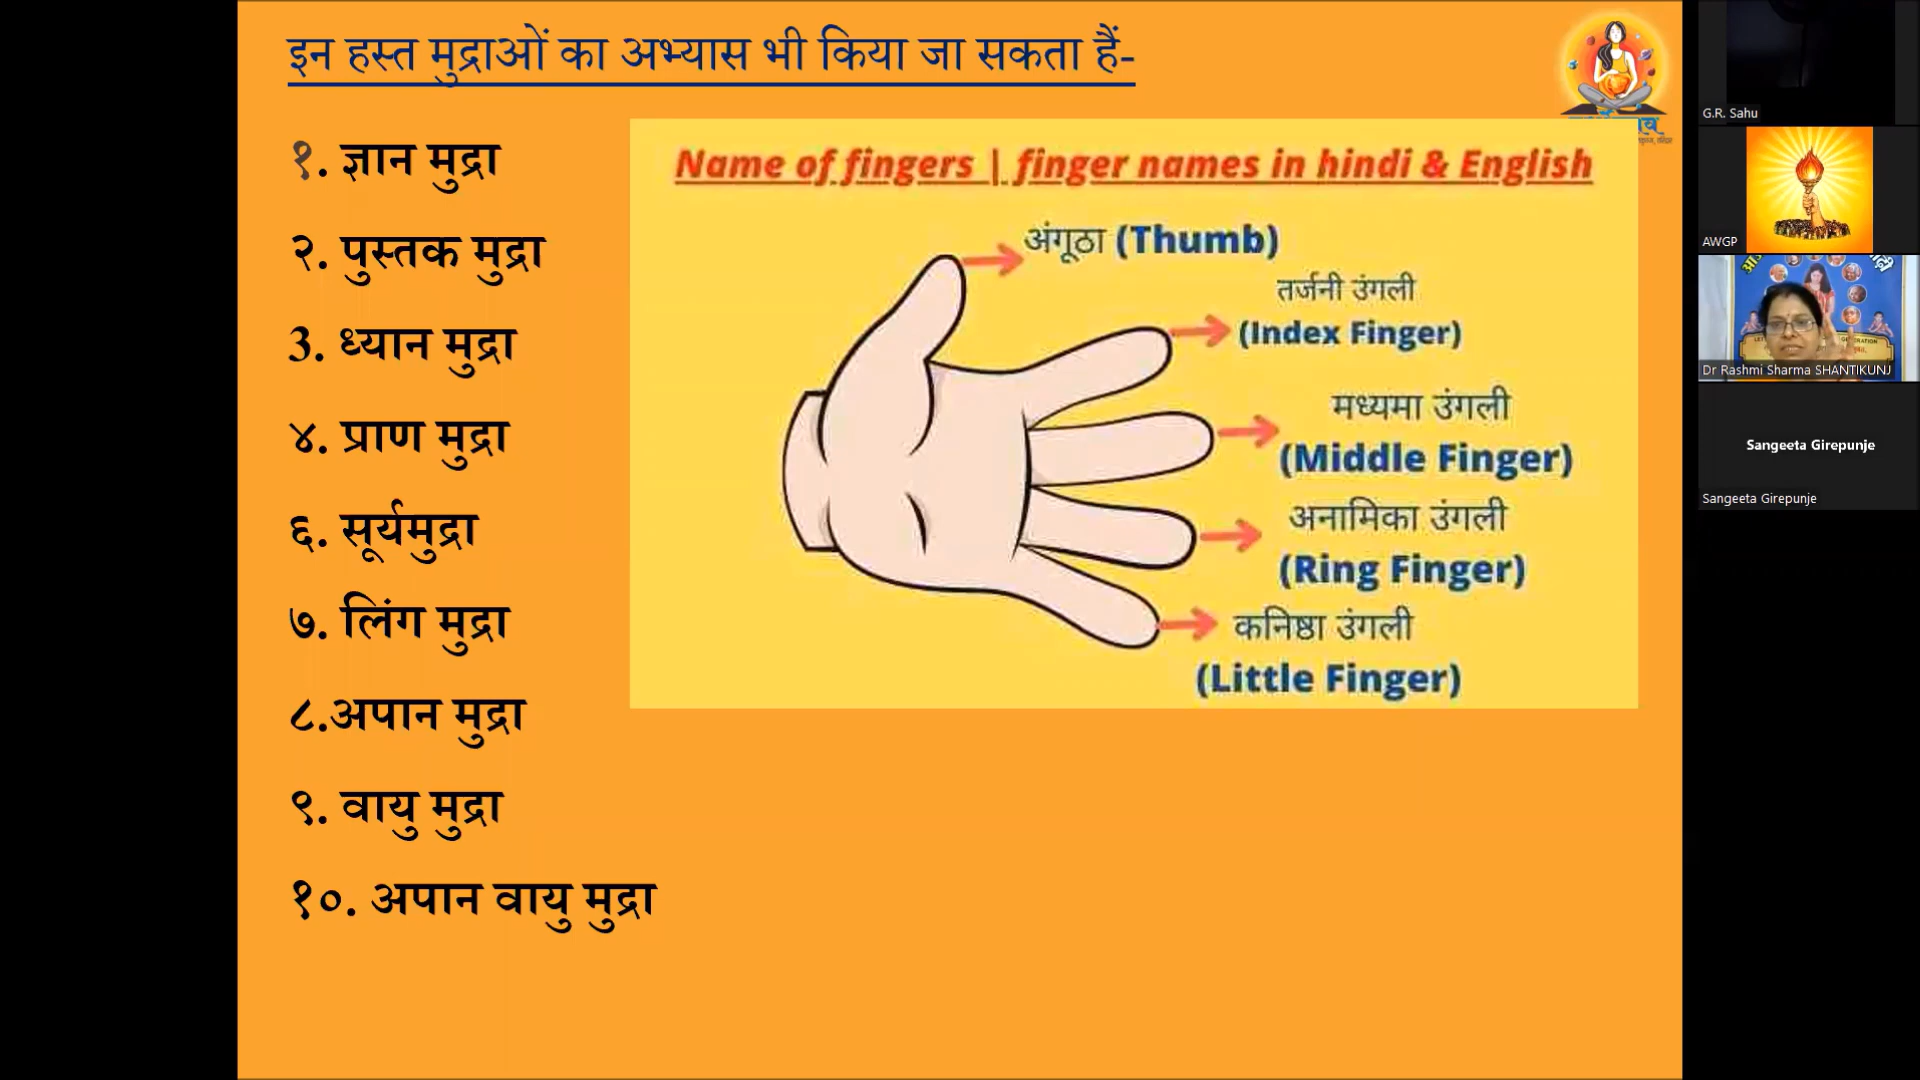 इन हस्त मुद्राओं का अभ्यास भी किया जा सकता हैं-
१. ज्ञान मुद्रा
२. पुस्तक मुद्रा
3. ध्यान मुद्रा
४. प्राण मुद्रा
६. सूर्यमुद्रा
७. लिंग मुद्रा
८.अपान मुद्रा
९. वायु मुद्रा
१०. अपान वायु मुद्रा
Name of fingers | finger names in hindi & English
अंगूठा (Thumb)
तर्जनी उंगली
(Index Finger)
मध्यमा उंगली
(Middle Finger)
अनामिका उंगली
(Ring Finger)
कनिष्ठा उंगली
(Little Finger)
G.R. Sahu
AWGP
Dr Rashmi Sharma SHANTIKUNJ
Sangeeta Girepunje
Sangeeta Girepunje